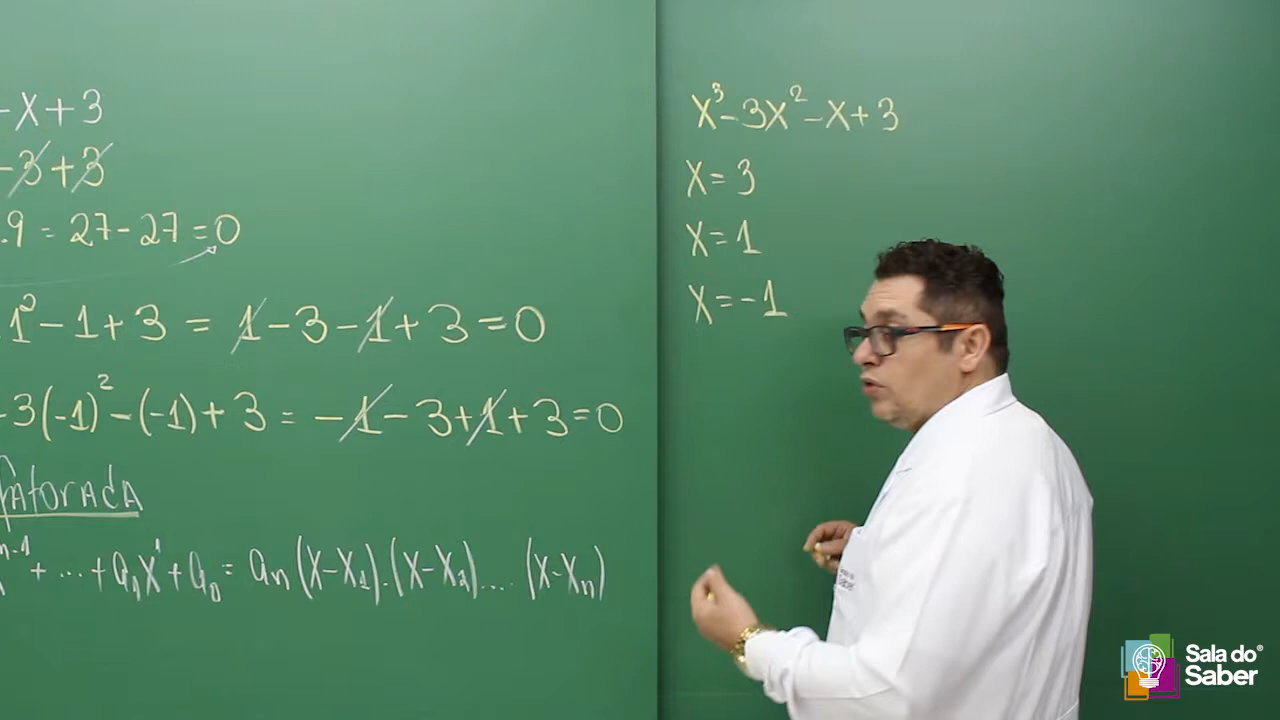 -x+3
-3+3
.9 = 27-27 = 0
1²-1+3 = 1-3-1+3=0
-3(-1)²-(-1)+3 = -1-3+1+3=0
fatorada
n-1 + ... + a₁x¹ + a₀ = aₙ(x-x₁).(x-x₂)....(x-xₙ)
x³-3x²-x+3
x=3
x=1
x=-1
Sala do®
Saber